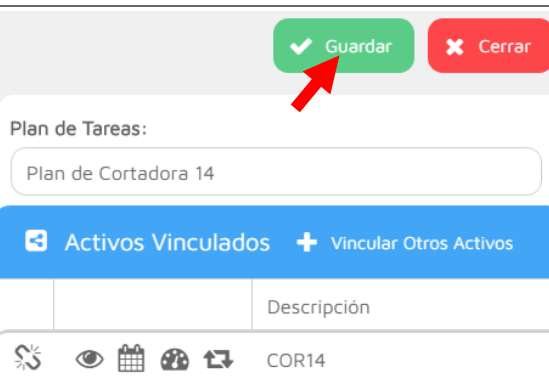 Guardar Cerrar
Plan de Tareas:
Plan de Cortadora 14
Activos Vinculados Vincular Otros Activos
Descripción
COR14